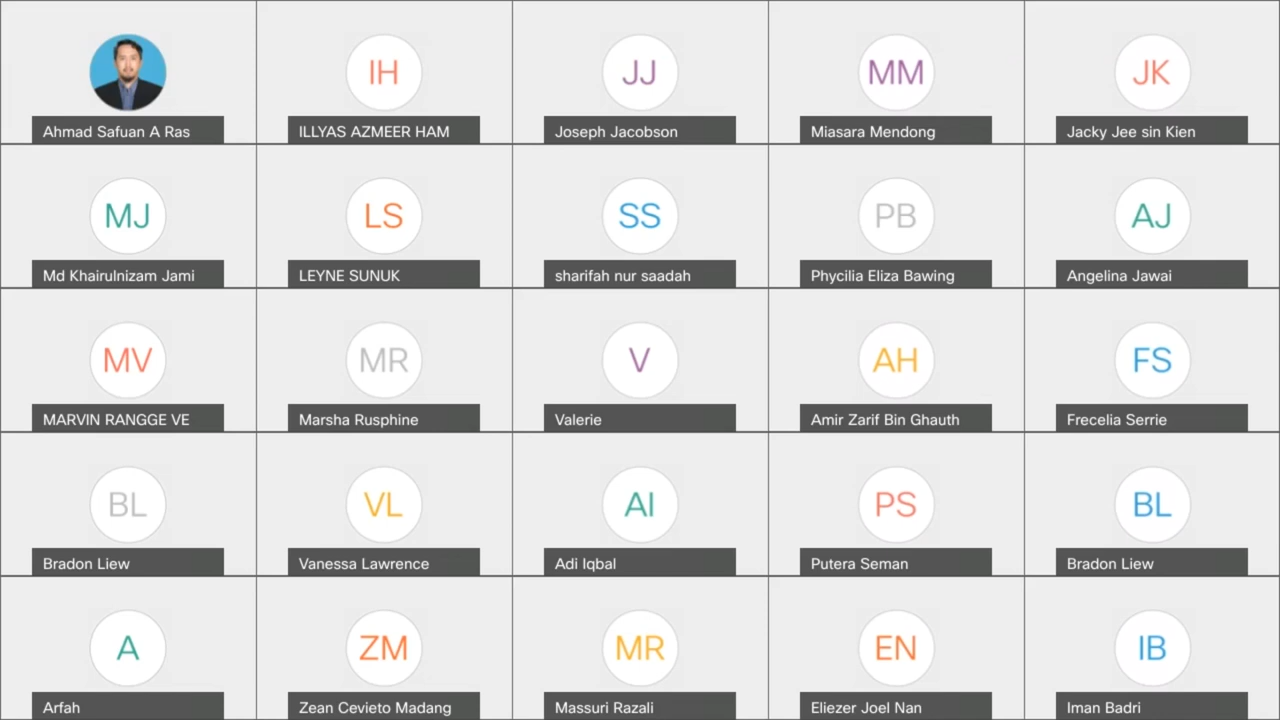 IH
JJ
MM
JK
Ahmad Safuan A Ras
ILLYAS AZMEER HAM
Joseph Jacobson
Miasara Mendong
Jacky Jee sin Kien
MJ
LS
SS
PB
AJ
Md Khairulnizam Jami
LEYNE SUNUK
sharifah nur saadah
Phycilia Eliza Bawing
Angelina Jawai
MV
MR
V
AH
FS
MARVIN RANGGE VE
Marsha Rusphine
Valerie
Amir Zarif Bin Ghauth
Frecelia Serrie
BL
VL
AI
PS
BL
Bradon Liew
Vanessa Lawrence
Adi Iqbal
Putera Seman
Bradon Liew
A
ZM
MR
EN
IB
Arfah
Zean Cevieto Madang
Massuri Razali
Eliezer Joel Nan
Iman Badri